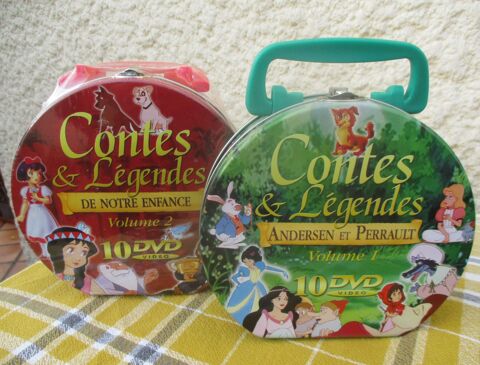 Contes
& Légendes
DE NOTRE ENFANCE
Volume 2
10 DVD
VIDEO
Contes
& Légendes
ANDERSEN ET PERRAULT
Volume 1
10 DVD
VIDEO